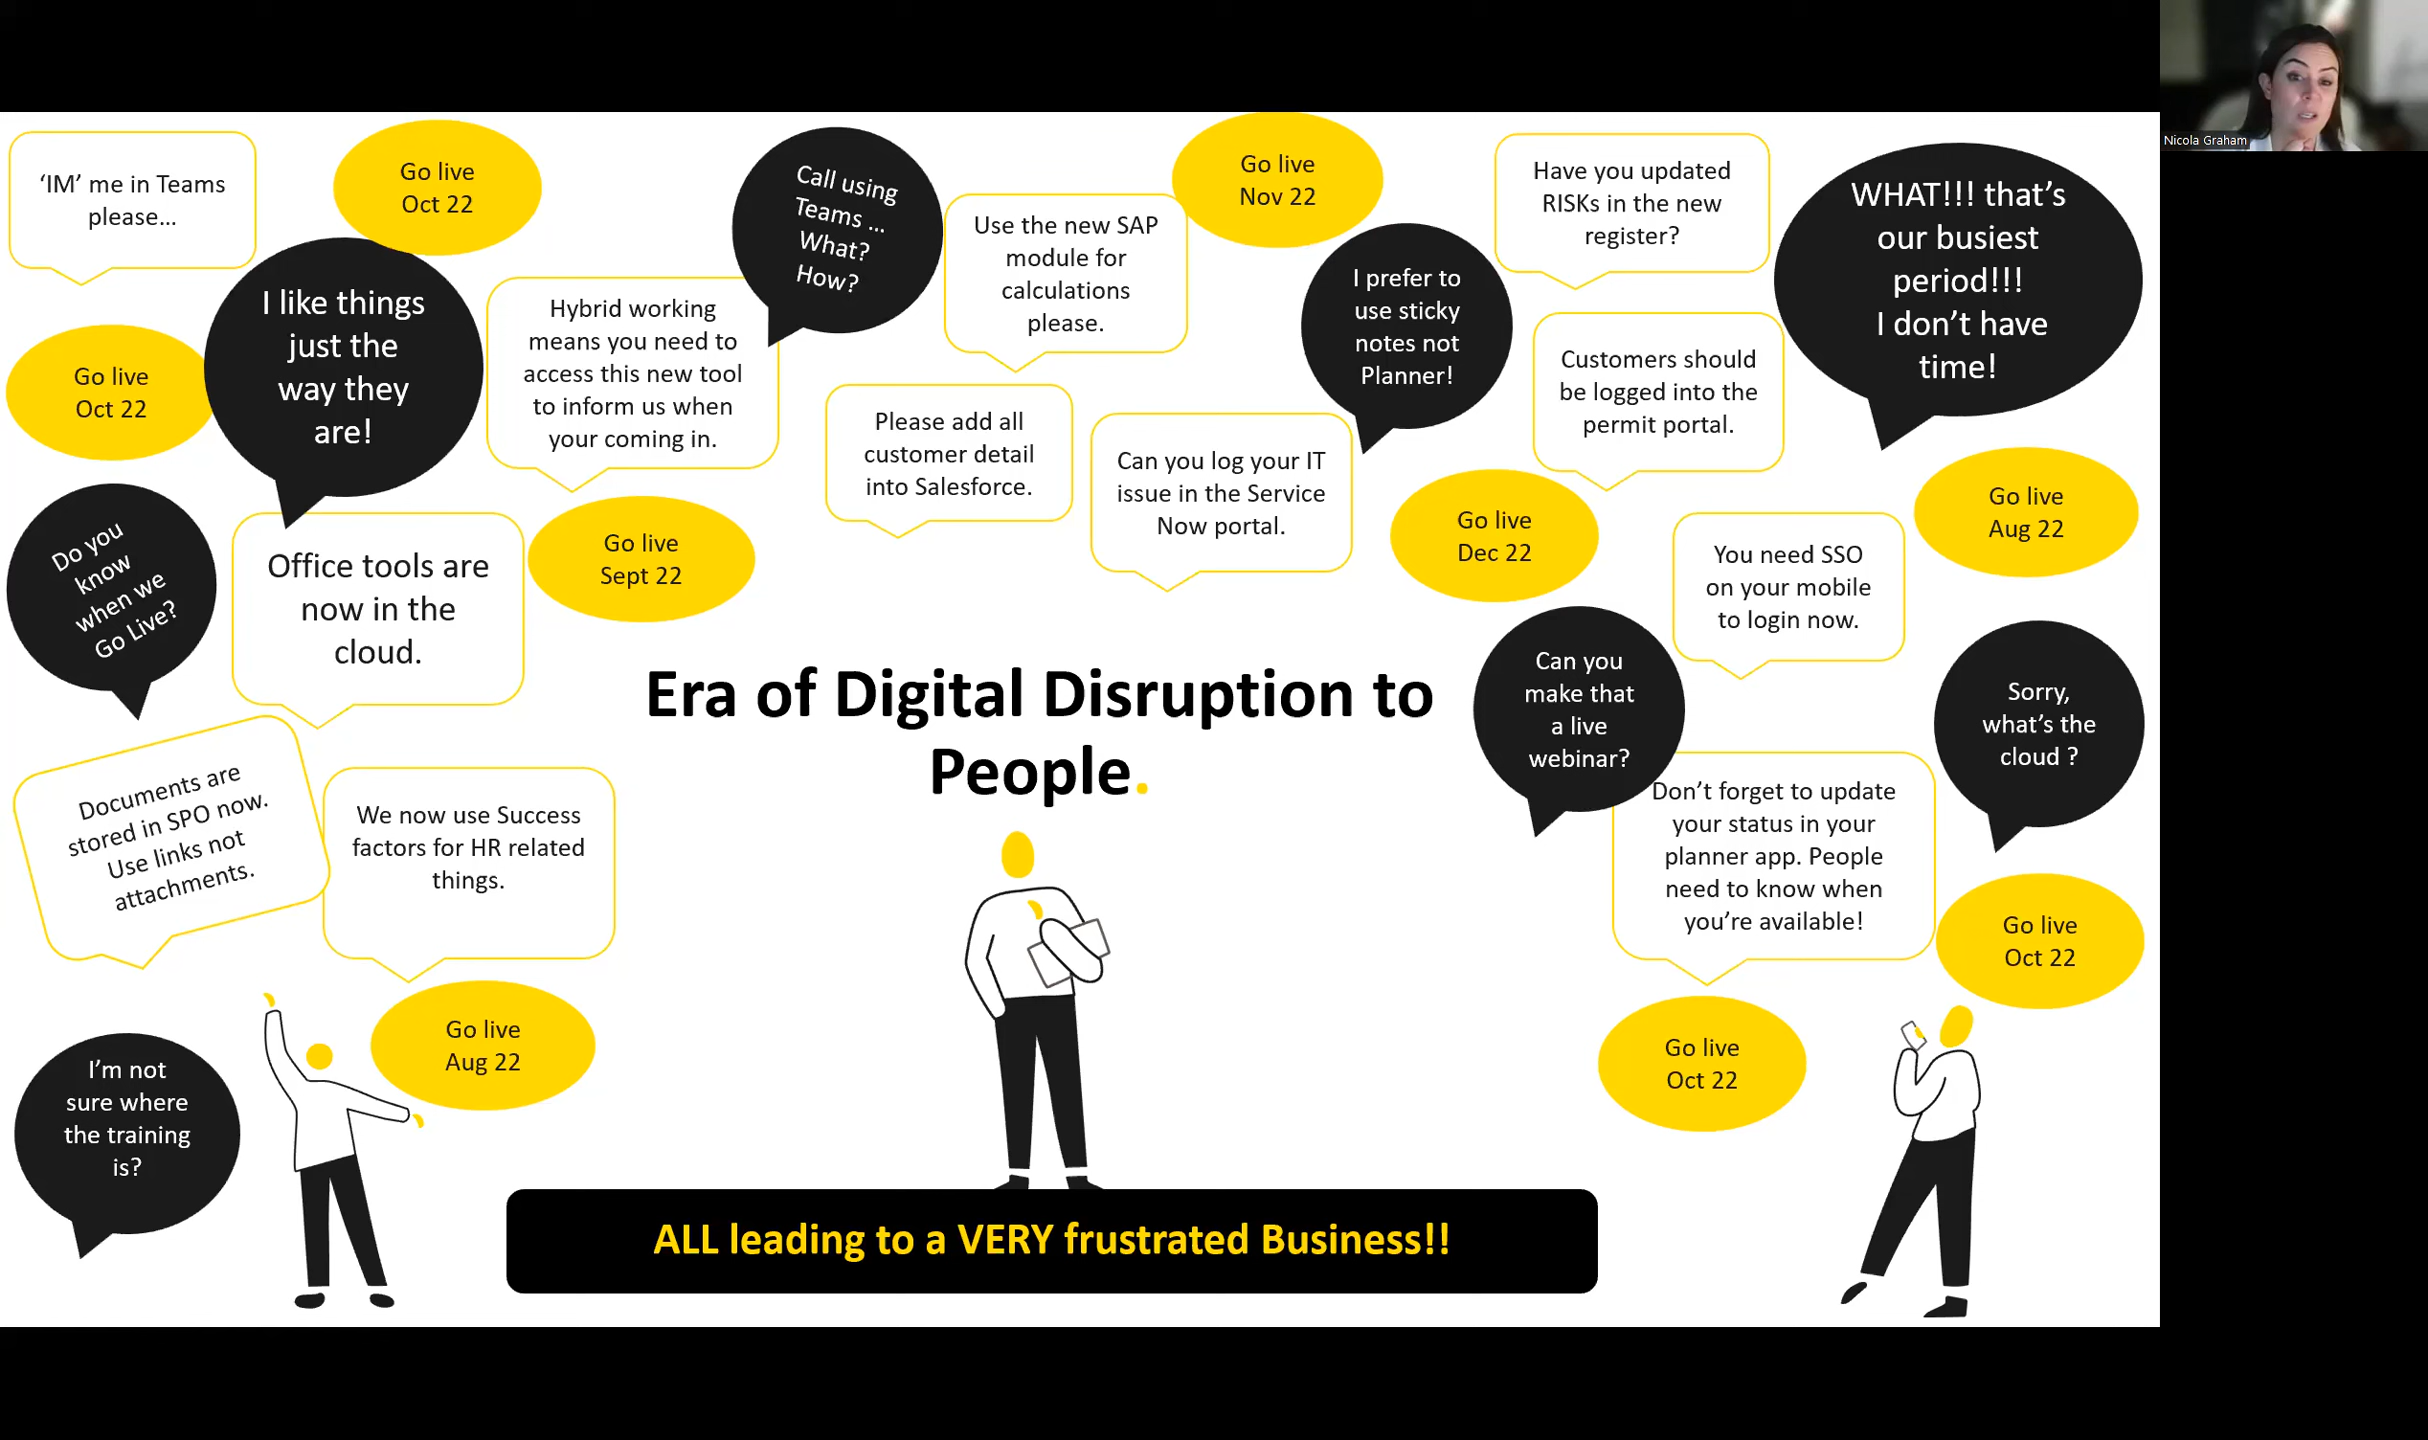 'IM' me in Teams
please...
Go live
Oct 22
Call using
Teams ...
What?
How?
Go live
Nov 22
Use the new SAP
module for
calculations
please.
Have you updated
RISKs in the new
register?
WHAT!!! that's
our busiest
period!!!
I don't have
time!
Nicola Graham
I like things
just the
way they
are!
Go live
Oct 22
Hybrid working
means you need to
access this new tool
to inform us when
your coming in.
I prefer to
use sticky
notes not
Planner!
Customers should
be logged into the
permit portal.
Please add all
customer detail
into Salesforce.
Can you log your IT
issue in the Service
Now portal.
Do you
know
when we
Go Live?
Office tools are
now in the
cloud.
Go live
Sept 22
Go live
Dec 22
Go live
Aug 22
You need SSO
on your mobile
to login now.
Era of Digital Disruption to
People.
Can you
make that
a live
webinar?
Sorry,
what's the
cloud ?
Documents are
stored in SPO now.
Use links not
attachments.
We now use Success
factors for HR related
things.
Don't forget to update
your status in your
planner app. People
need to know when
you're available!
Go live
Oct 22
Go live
Aug 22
Go live
Oct 22
I'm not
sure where
the training
is?
ALL leading to a VERY frustrated Business!!